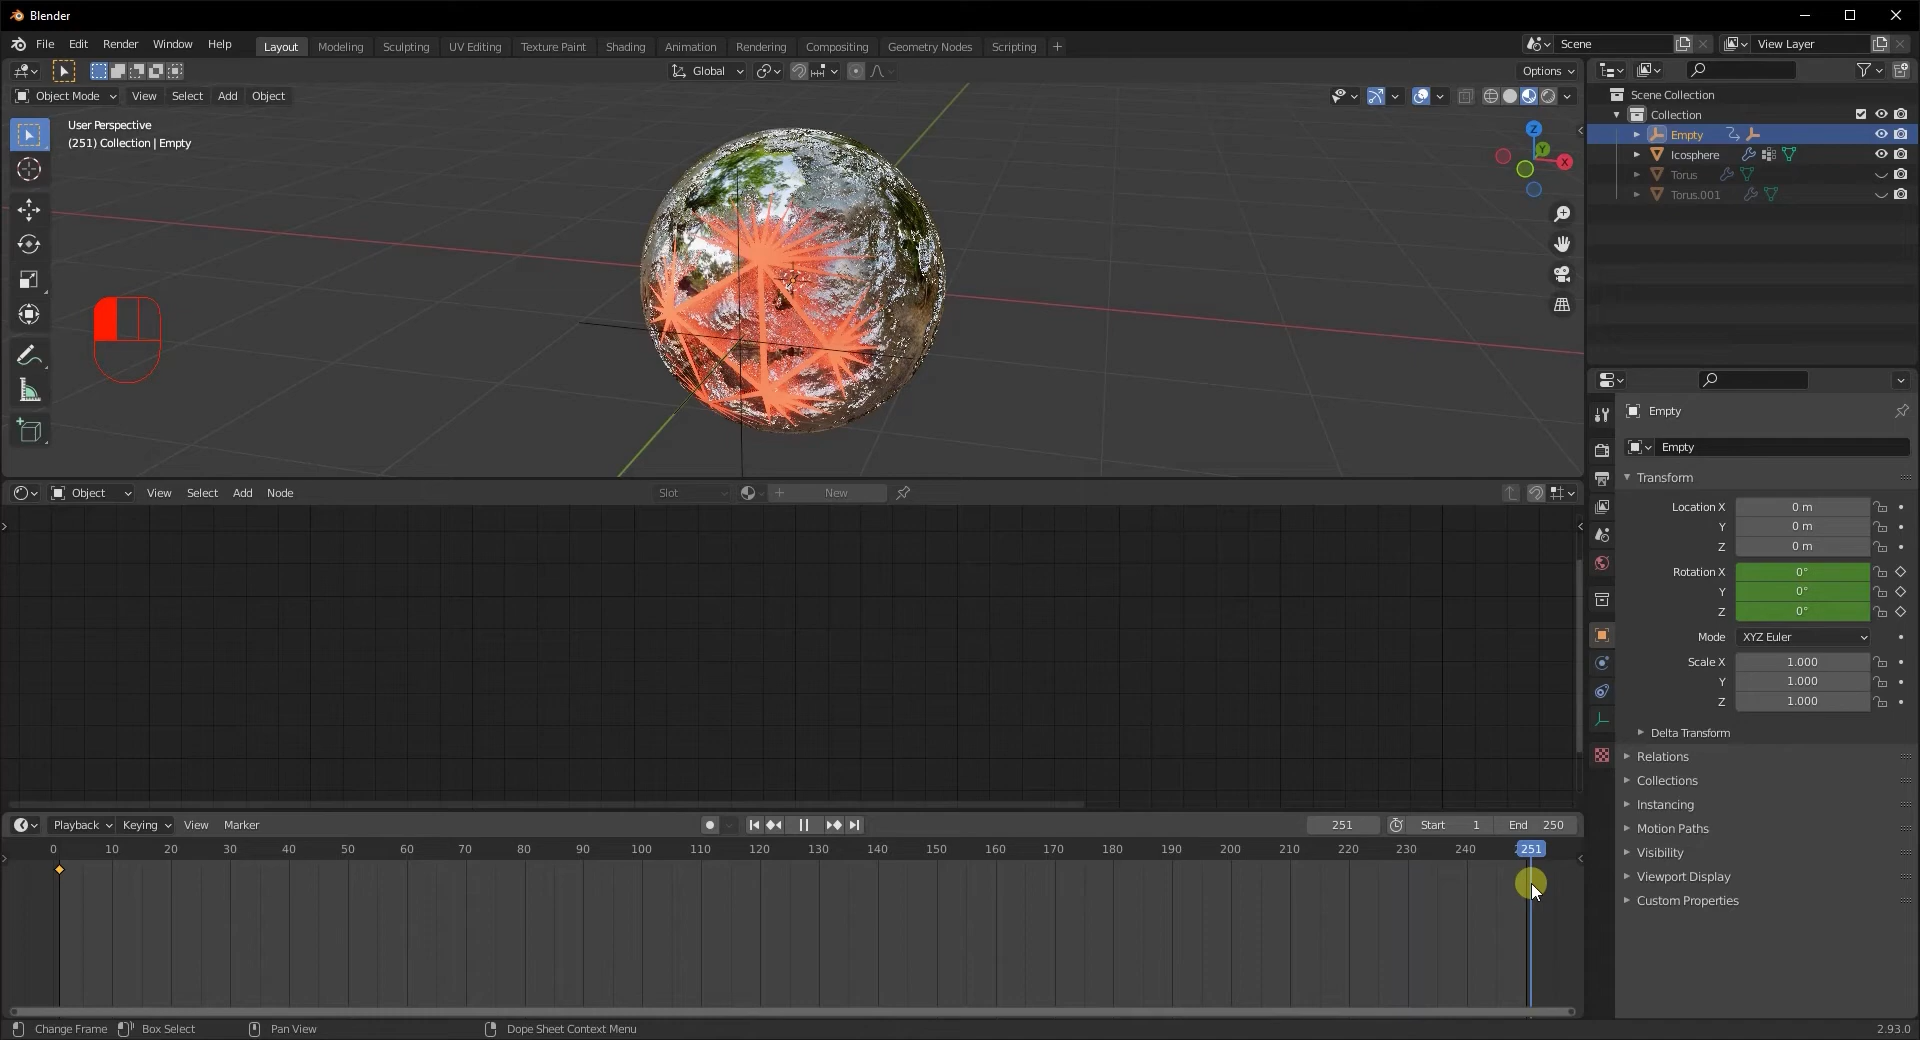 Blender
File Edit Render Window Help Layout Modeling Sculpting UV Editing Texture Paint Shading Animation Rendering Compositing Geometry Nodes Scripting + Scene View Layer
Global Options
Object Mode View Select Add Object
User Perspective
(251) Collection | Empty
Z
Y
X
Scene Collection
Collection
Empty
Icosphere
Torus
Torus.001
Empty
Empty
Transform
Location X 0 m
Y 0 m
Z 0 m
Rotation X 0°
Y 0°
Z 0°
Mode XYZ Euler
Scale X 1.000
Y 1.000
Z 1.000
Delta Transform
Relations
Collections
Instancing
Motion Paths
Visibility
Viewport Display
Custom Properties
Object View Select Add Node Slot New
Playback Keying View Marker 251 Start 1 End 250
0 10 20 30 40 50 60 70 80 90 100 110 120 130 140 150 160 170 180 190 200 210 220 230 240 251
Change Frame Box Select Pan View Dope Sheet Context Menu 2.93.0